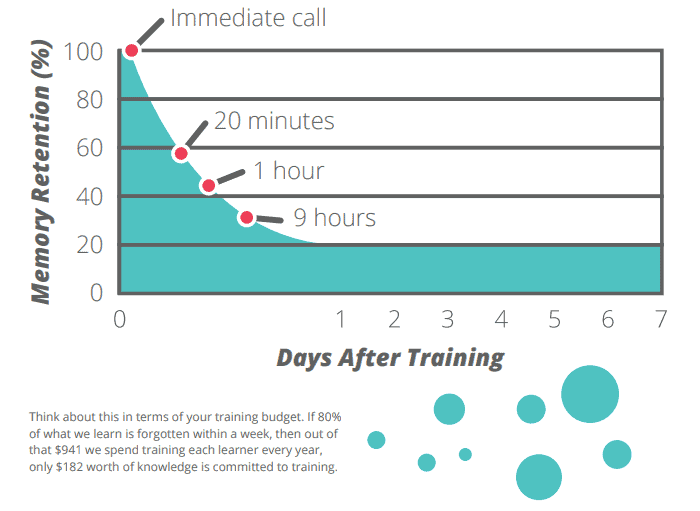 Immediate call
Memory Retention (%)
100
80
20 minutes
60
1 hour
40
9 hours
20
0
0 1 2 3 4 5 6 7
Days After Training
Think about this in terms of your training budget. If 80%
of what we learn is forgotten within a week, then out of
that $941 we spend training each learner every year,
only $182 worth of knowledge is committed to training.